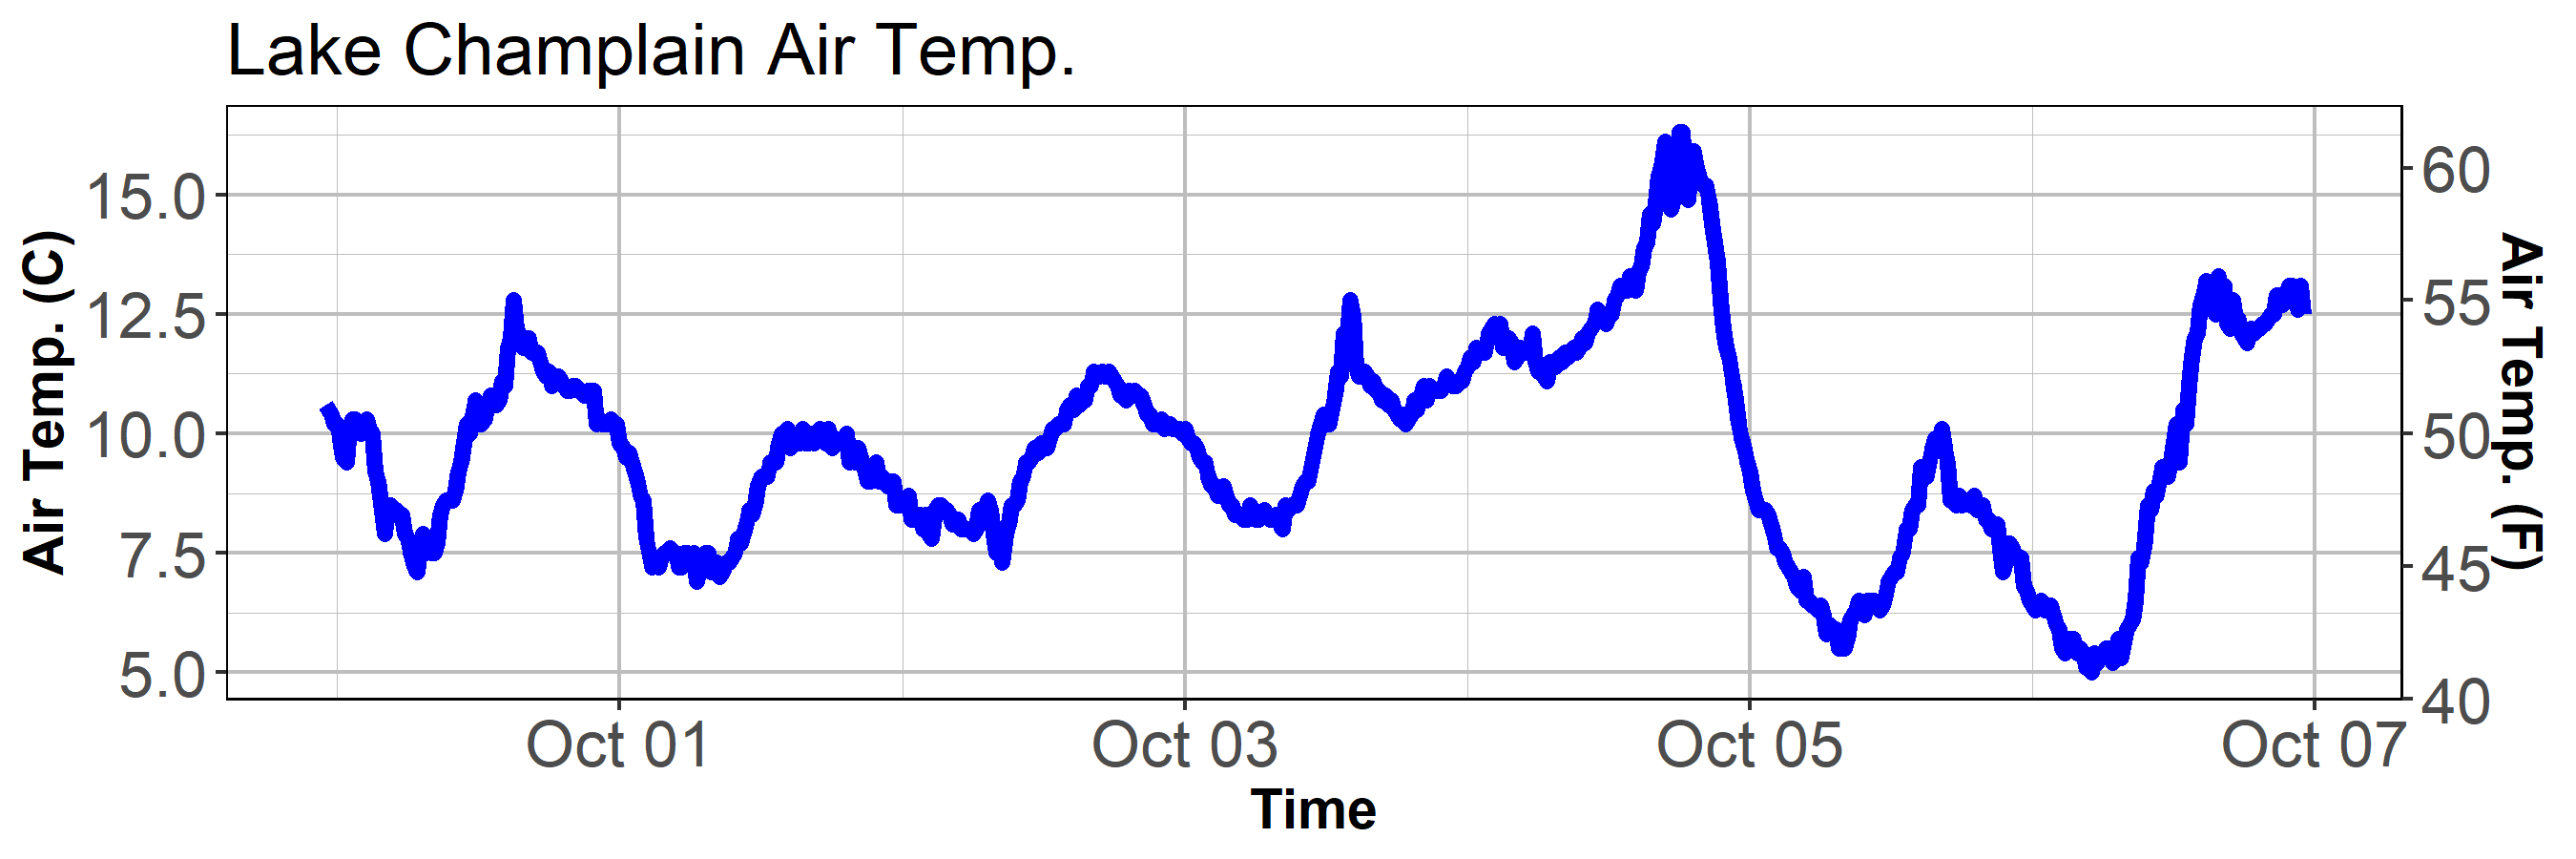 Lake Champlain Air Temp.
Air Temp. (C)
15.0
12.5
10.0
7.5
5.0
60
55
50
45
40
Air Temp. (F)
Oct 01 Oct 03 Oct 05 Oct 07
Time